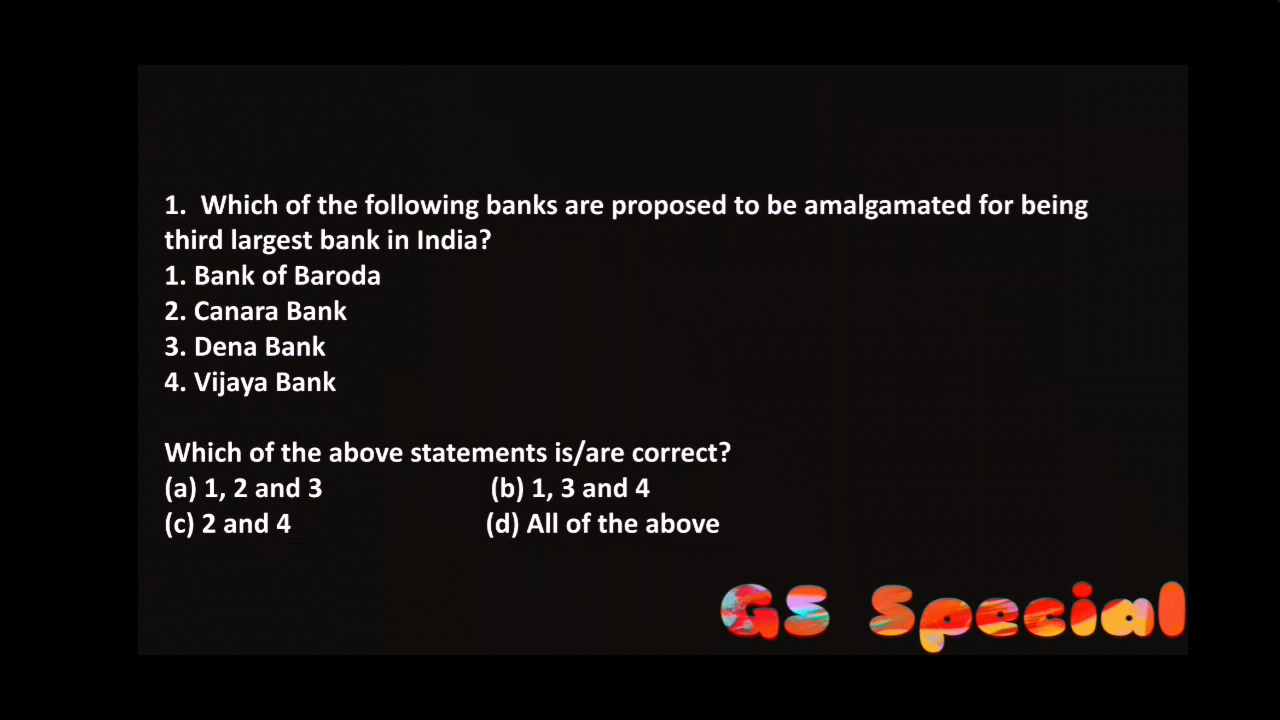 1. Which of the following banks are proposed to be amalgamated for being
third largest bank in India?
1. Bank of Baroda
2. Canara Bank
3. Dena Bank
4. Vijaya Bank
Which of the above statements is/are correct?
(a) 1, 2 and 3 (b) 1, 3 and 4
(c) 2 and 4 (d) All of the above
GS Special